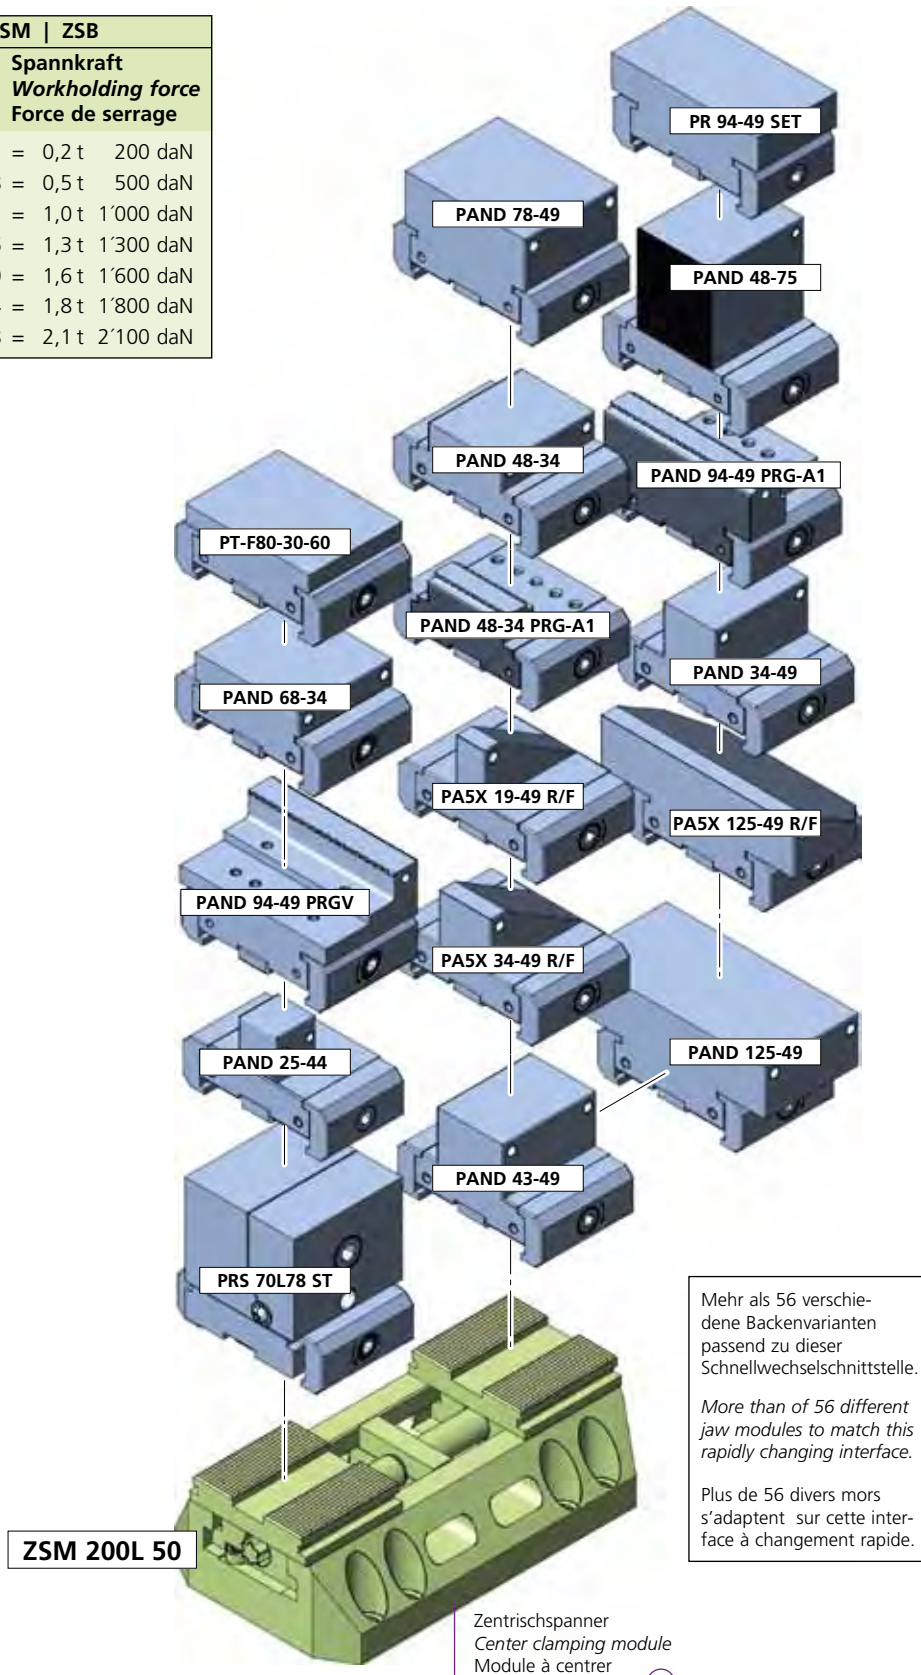 SM | ZSB
Spannkraft
Workholding force
Force de serrage
= 0,2 t 200 daN
= 0,5 t 500 daN
= 1,0 t 1´000 daN
= 1,3 t 1´300 daN
= 1,6 t 1´600 daN
= 1,8 t 1´800 daN
= 2,1 t 2´100 daN
PR 94-49 SET
PAND 78-49
PAND 48-75
PAND 48-34
PAND 94-49 PRG-A1
PT-F80-30-60
PAND 48-34 PRG-A1
PAND 34-49
PAND 68-34
PA5X 19-49 R/F
PA5X 125-49 R/F
PAND 94-49 PRGV
PA5X 34-49 R/F
PAND 25-44
PAND 125-49
PAND 43-49
PRS 70L78 ST
Mehr als 56 verschie-
dene Backenvarianten
passend zu dieser
Schnellwechselschnittstelle.
More than of 56 different
jaw modules to match this
rapidly changing interface.
Plus de 56 divers mors
s’adaptent sur cette inter-
face à changement rapide.
ZSM 200L 50
Zentrischspanner
Center clamping module
Module à centrer